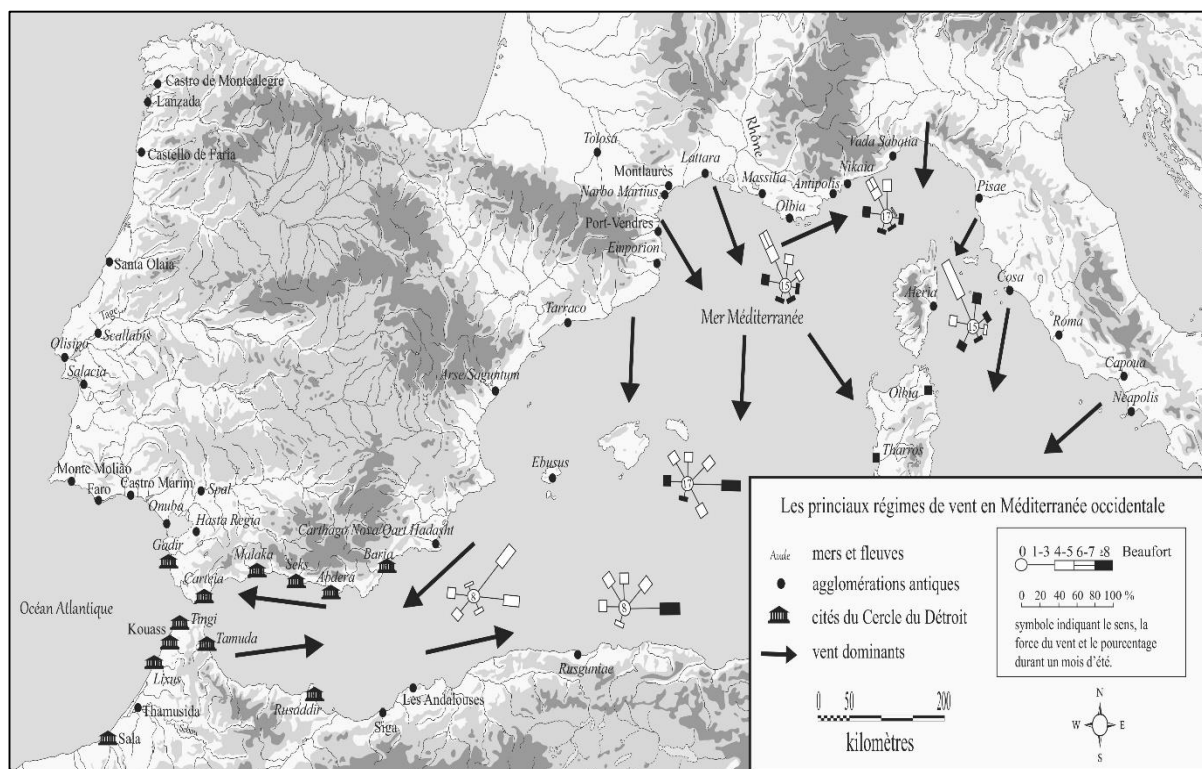 Castro de Montealegre
Lanzada
Castello de Faria
Santa Olaia
Tage
Scallabis
Olisipo
Salacia
Monte Molião
Faro
Castro Marim
Onuba
Spal
Hasta Regia
Gadir
Carteia
Malaka
Seks
Abdera
Baria
Carthago Nova/Qart Hadasht
Océan Atlantique
Kouass
Tingi
Tamuda
Lixus
Thamusida
Sala
Rusaddir
Siga
Les Andalouses
Rusguniae
Tolosa
Montlaurès
Narbo Martius
Port-Vendres
Emporion
Tarraco
Arse/Saguntum
Ebusus
Lattara
Rhône
Massilia
Olbia
Antipolis
Nikaia
Vada Sabatia
Pisae
Aleria
Cosa
Roma
Capoua
Neapolis
Olbia
Tharros
Mer Méditerranée
15
15
17
8
8
Les princiaux régimes de vent en Méditerranée occidentale
Aude mers et fleuves
agglomérations antiques
cités du Cercle du Détroit
vent dominants
0 50 200
kilomètres
0 1-3 4-5 6-7 ≥8 Beaufort
0 20 40 60 80 100 %
symbole indiquant le sens, la
force du vent et le pourcentage
durant un mois d'été.
N
W E
S